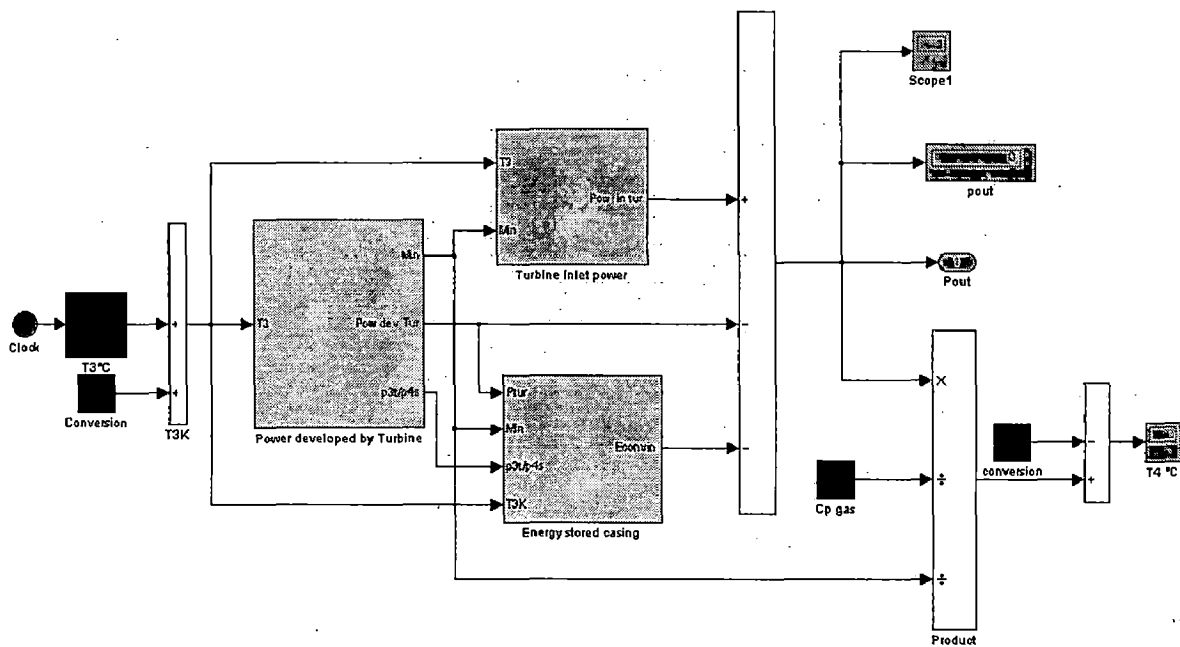 Scope1
pout
Pout
T3
Min
Pow In tur
Turbine Inlet power
Clock
T3°C
Conversion
T3K
T3
Min
Pow dev Tur
p3t/p4s
Power developed by Turbine
Ptur
Min
p3t/p4s
T3K
Econvin
Energy stored casing
+
+
+
-
-
×
÷
÷
Cp gas
Product
conversion
-
+
T4 °C